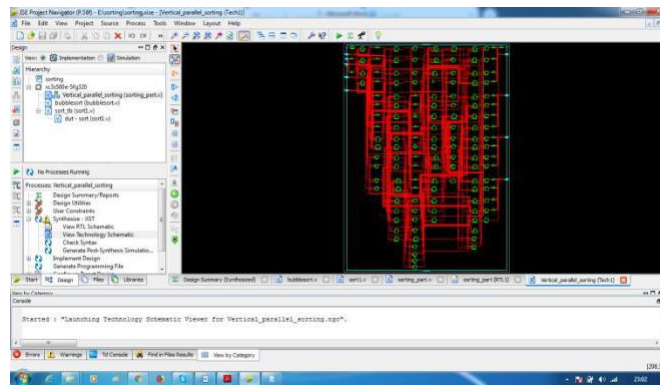 ISE Project Navigator (P.58f) - E:\sorting\sorting.xise - [Vertical_parallel_sorting (Tech1)]
File Edit View Project Source Process Tools Window Layout Help
Design
View: Implementation Simulation
Hierarchy
sorting
xc3s500e-5fg320
Vertical_parallel_sorting (sorting_part.v)
bubblesort (bubblesort.v)
sort_tb (sort1.v)
dut - sort (sort1.v)
No Processes Running
Processes: Vertical_parallel_sorting
Design Summary/Reports
Design Utilities
User Constraints
Synthesize - XST
View RTL Schematic
View Technology Schematic
Check Syntax
Generate Post-Synthesis Simulatio...
Implement Design
Generate Programming File
Start Design Files Libraries
Design Summary (Synthesized) bubblesort.v sort1.v sorting_part.v sorting_part (RTL1) Vertical_parallel_sorting (Tech1)
View by Category
Console
Started : "Launching Technology Schematic Viewer for Vertical_parallel_sorting.ngc".
Errors Warnings Tcl Console Find in Files Results View by Category
[208,
23:02